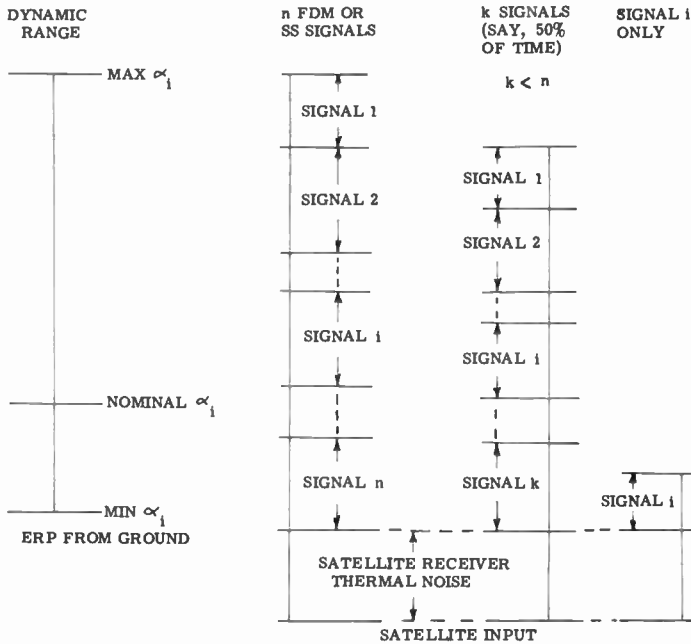 DYNAMIC
RANGE
n FDM OR
SS SIGNALS
k SIGNALS
(SAY, 50%
OF TIME)
k < n
SIGNAL i
ONLY
MAX ∝i
NOMINAL ∝i
MIN ∝i
ERP FROM GROUND
SIGNAL 1
SIGNAL 2
SIGNAL i
SIGNAL n
SIGNAL 1
SIGNAL 2
SIGNAL i
SIGNAL k
SIGNAL i
SATELLITE RECEIVER
THERMAL NOISE
SATELLITE INPUT